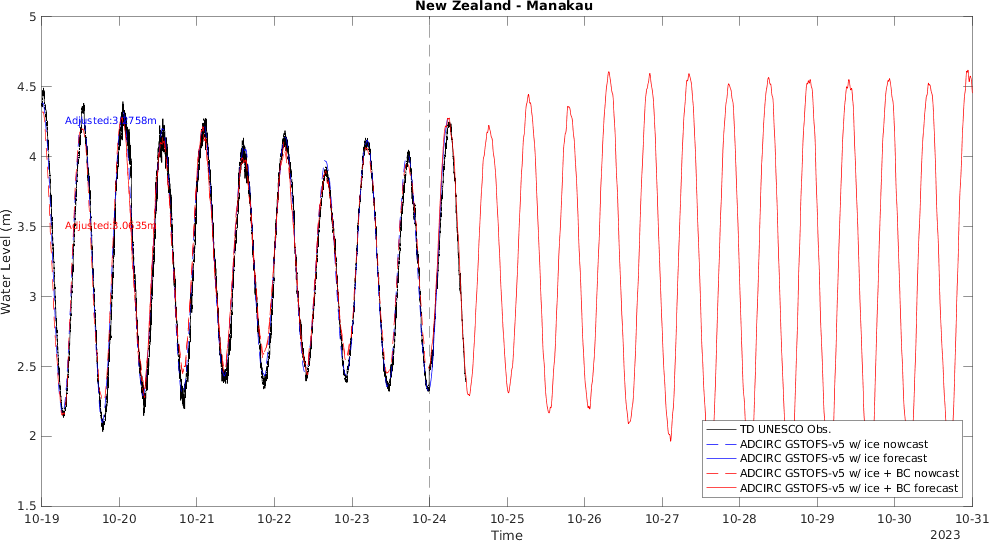 New Zealand - Manakau
5
4.5
4
3.5
3
2.5
2
1.5
Water Level (m)
Adjusted:3.0635m
10-19 10-20 10-21 10-22 10-23 10-24 10-25 10-26 10-27 10-28 10-29 10-30 10-31
Time
2023
TD UNESCO Obs.
ADCIRC GSTOFS-v5 w/ ice nowcast
ADCIRC GSTOFS-v5 w/ ice forecast
ADCIRC GSTOFS-v5 w/ ice + BC nowcast
ADCIRC GSTOFS-v5 w/ ice + BC forecast